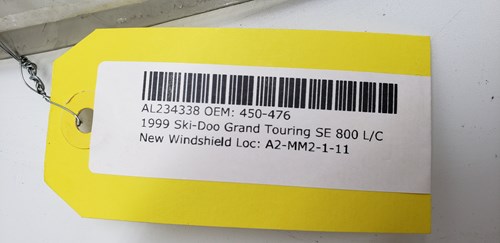 AL234338 OEM: 450-476
1999 Ski-Doo Grand Touring SE 800 L/C
New Windshield Loc: A2-MM2-1-11